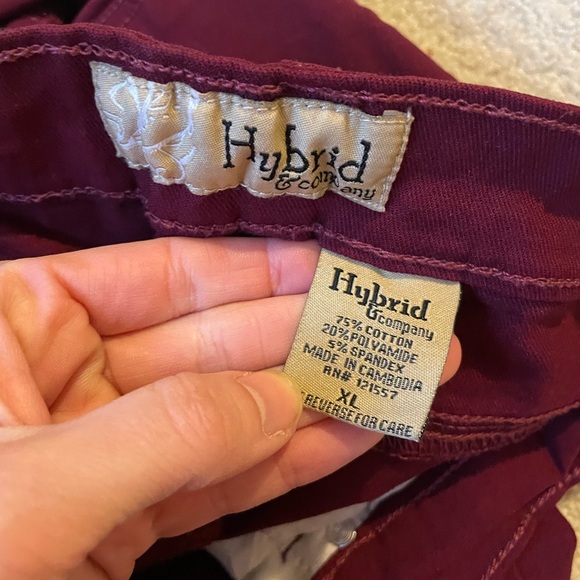 Hybrid
& company
Hybrid
& company
75% COTTON
20% POLYAMIDE
5% SPANDEX
MADE IN CAMBODIA
RN# 121557
XL
REVERSE FOR CARE